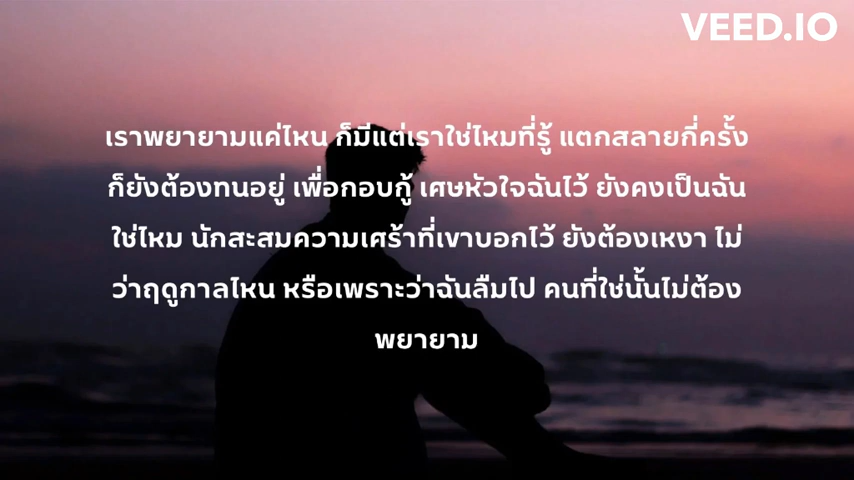 VEED.IO
เราพยายามแค่ไหน ก็มีแต่เราใช่ไหมที่รู้ แตกสลายกี่ครั้ง
ก็ยังต้องทนอยู่ เพื่อกอบกู้ เศษหัวใจฉันไว้ ยังคงเป็นฉัน
ใช่ไหม นักสะสมความเศร้าที่เขาบอกไว้ ยังต้องเหงา ไม่
ว่าฤดูกาลไหน หรือเพราะว่าฉันลืมไป คนที่ใช่นั้นไม่ต้อง
พยายาม